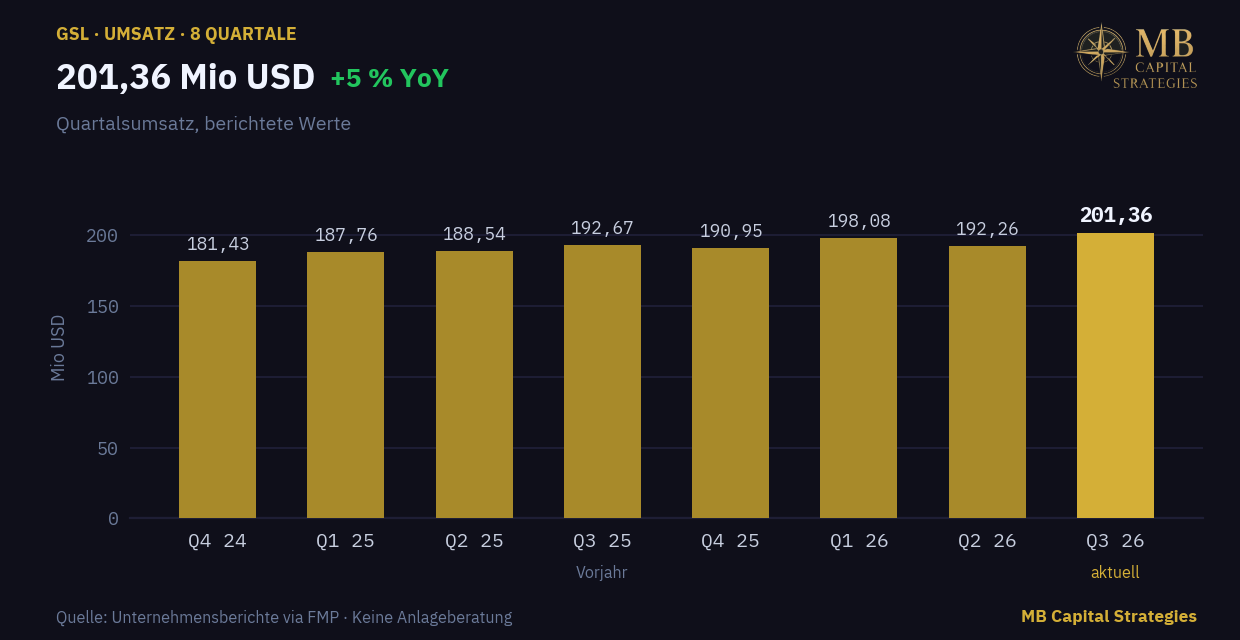 GSL · UMSATZ · 8 QUARTALE
201,36 Mio USD +5 % YoY
Quartalsumsatz, berichtete Werte
MB
CAPITAL
STRATEGIES
Mio USD
200
150
100
50
0
181,43
187,76
188,54
192,67
190,95
198,08
192,26
201,36
Q4 24
Q1 25
Q2 25
Q3 25
Q4 25
Q1 26
Q2 26
Q3 26
Vorjahr
aktuell
Quelle: Unternehmensberichte via FMP · Keine Anlageberatung
MB Capital Strategies